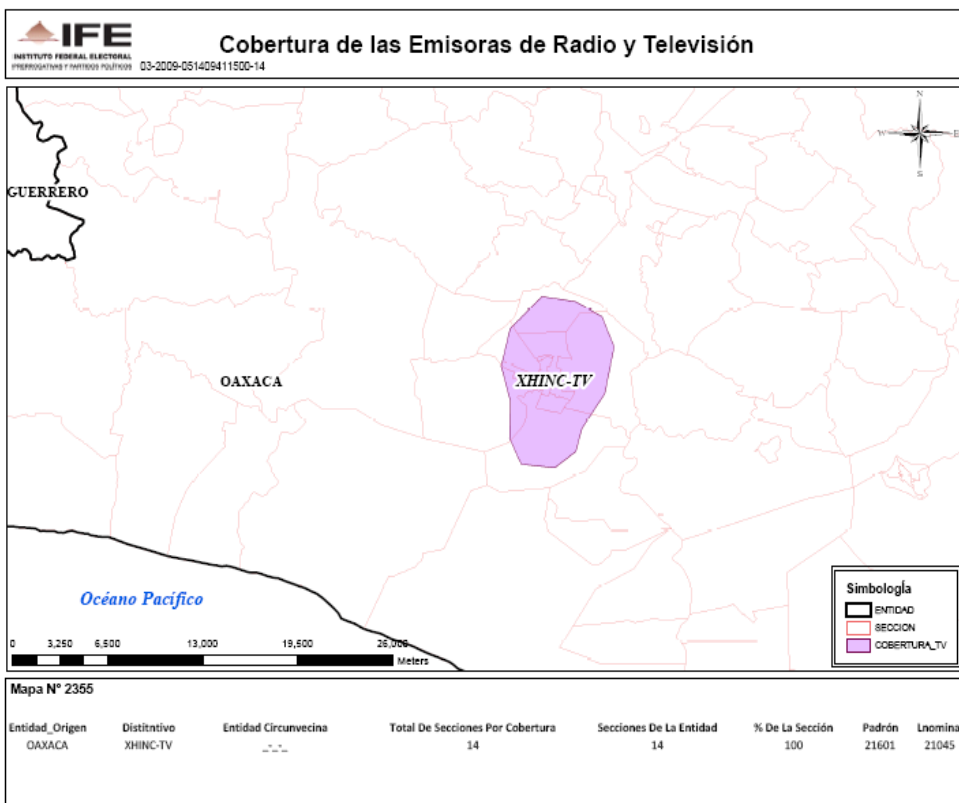 IFE
INSTITUTO FEDERAL ELECTORAL
PRERROGATIVAS Y PARTIDOS POLÍTICOS
03-2009-051409411500-14
Cobertura de las Emisoras de Radio y Televisión
N
W E
S
GUERRERO
OAXACA
XHINC-TV
Océano Pacífico
0 3,250 6,500 13,000 19,500 26,000
Meters
Simbología
ENTIDAD
SECCION
COBERTURA_TV
Mapa N° 2355
Entidad_Origen Distitntivo Entidad Circunvecina Total De Secciones Por Cobertura Secciones De La Entidad % De La Sección Padrón Lnomina
OAXACA XHINC-TV _-_-_ 14 14 100 21601 21045